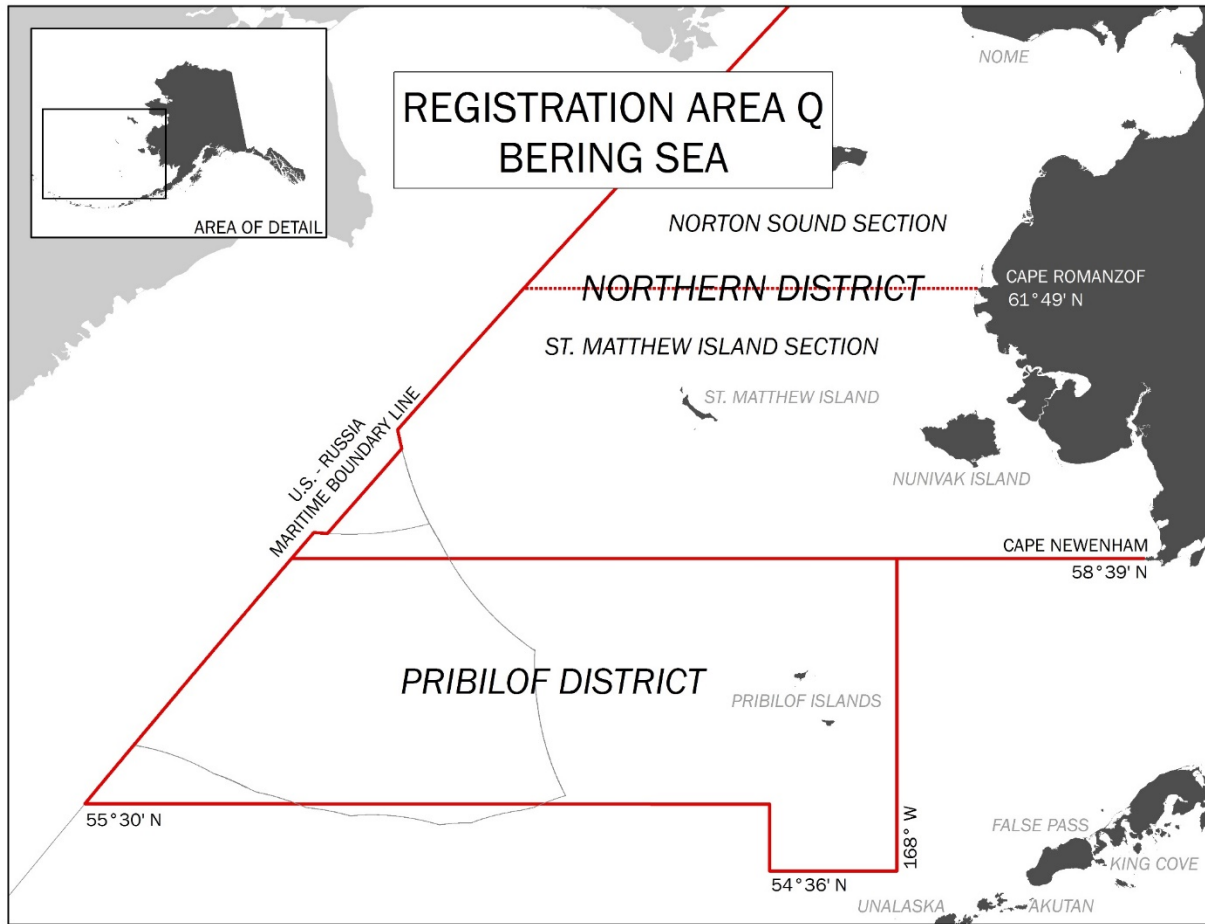 NOME
REGISTRATION AREA Q
BERING SEA
AREA OF DETAIL
NORTON SOUND SECTION
CAPE ROMANZOF
61°49' N
NORTHERN DISTRICT
ST. MATTHEW ISLAND SECTION
ST. MATTHEW ISLAND
U.S. - RUSSIA
MARITIME BOUNDARY LINE
NUNIVAK ISLAND
CAPE NEWENHAM
58°39' N
PRIBILOF DISTRICT
PRIBILOF ISLANDS
55°30' N
168° W
54°36' N
FALSE PASS
KING COVE
UNALASKA
AKUTAN